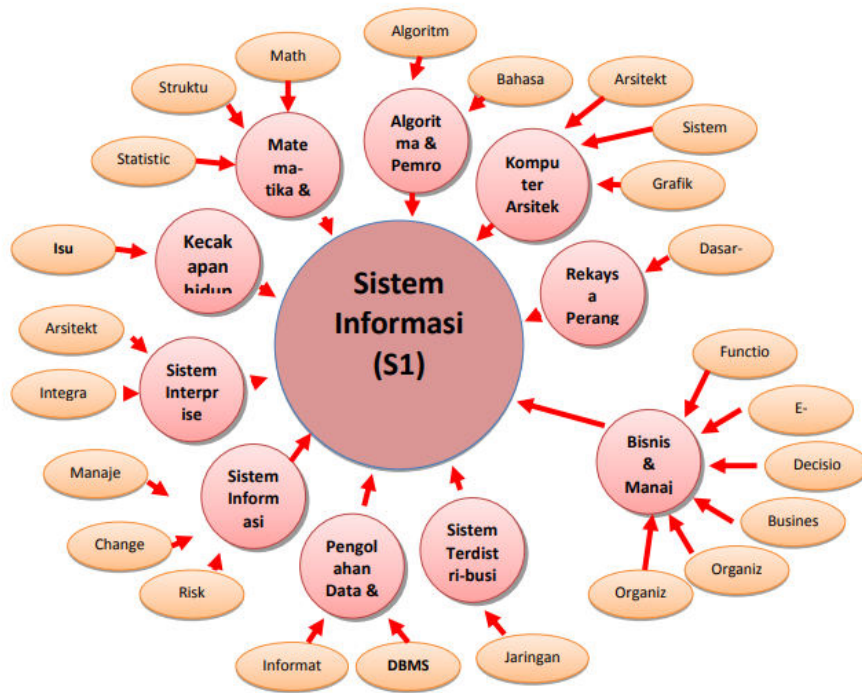 Algoritm
Math
Bahasa
Struktu
Arsitekt
Sistem
Statistic
Mate
ma-
tika &
Algorit
ma &
Pemro
Kompu
ter
Arsitek
Grafik
Isu
Kecak
apan
hidup
Sistem
Informasi
(S1)
Rekays
a
Perang
Dasar-
Arsitekt
Integra
Sistem
Interpr
ise
Functio
E-
Decisio
Busines
Organiz
Organiz
Bisnis
& Manaj
Manaje
Change
Risk
Sistem
Inform
asi
Pengol
ahan
Data &
Sistem
Terdist
ri-busi
Informat
DBMS
Jaringan